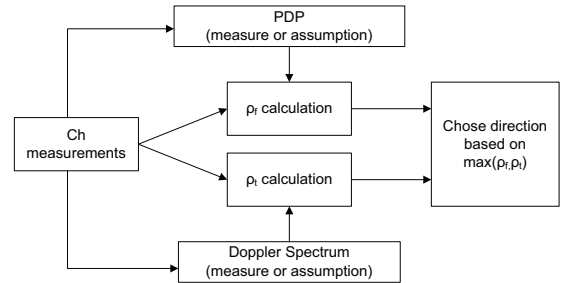 PDP
(measure or assumption)
ρf calculation
Ch
measurements
Chose direction
based on
max(ρf,ρt)
ρt calculation
Doppler Spectrum
(measure or assumption)